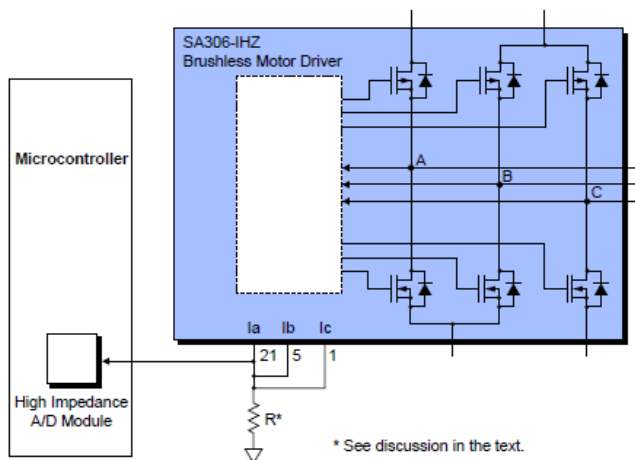 SA306-IHZ
Brushless Motor Driver
Microcontroller
A
B
C
Ia Ib Ic
21 5 1
High Impedance
A/D Module
R*
* See discussion in the text.